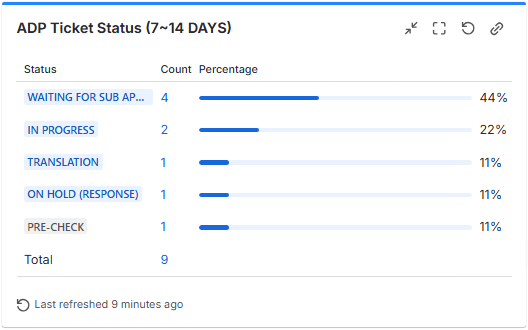 ADP Ticket Status (7~14 DAYS)
Status Count Percentage
WAITING FOR SUB AP... 4 44%
IN PROGRESS 2 22%
TRANSLATION 1 11%
ON HOLD (RESPONSE) 1 11%
PRE-CHECK 1 11%
Total 9
Last refreshed 9 minutes ago